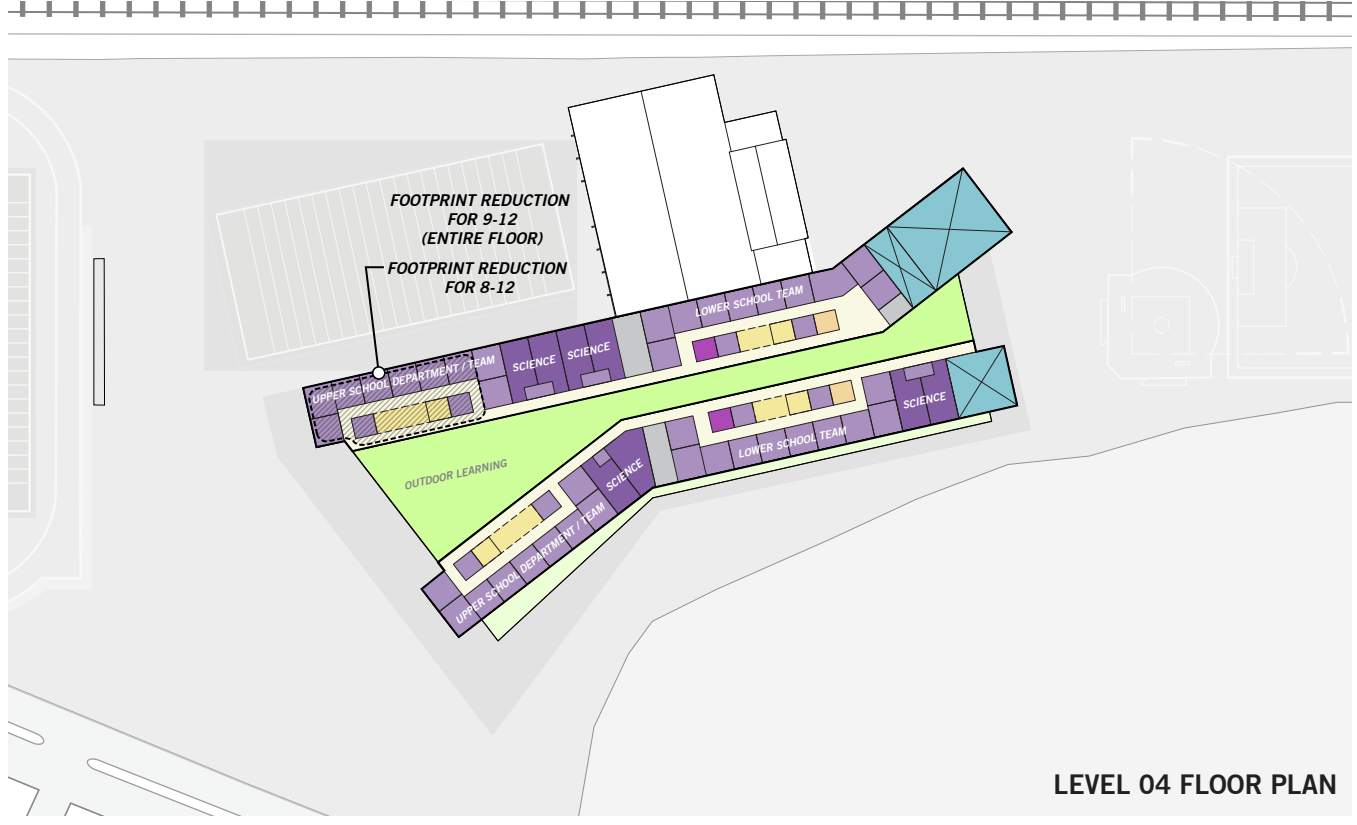 FOOTPRINT REDUCTION
FOR 9-12
(ENTIRE FLOOR)
FOOTPRINT REDUCTION
FOR 8-12
LOWER SCHOOL TEAM
SCIENCE
SCIENCE
UPPER SCHOOL DEPARTMENT / TEAM
SCIENCE
LOWER SCHOOL TEAM
OUTDOOR LEARNING
SCIENCE
UPPER SCHOOL DEPARTMENT / TEAM
LEVEL 04 FLOOR PLAN